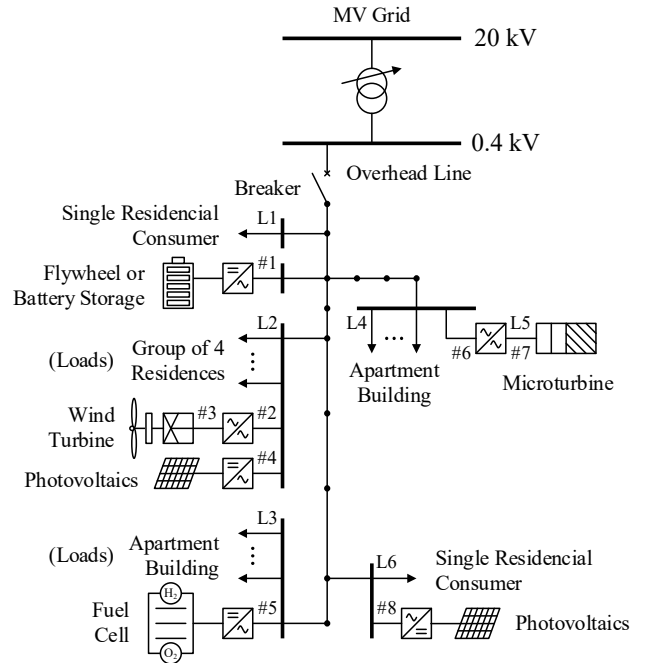 MV Grid
20 kV
0.4 kV
Overhead Line
Breaker
Single Residencial
Consumer
L1
Flywheel or
Battery Storage
#1
L2
(Loads)
Group of 4
Residences
L4
Apartment
Building
#6
L5
#7
Microturbine
Wind
Turbine
#3
#2
#4
Photovoltaics
L3
(Loads)
Apartment
Building
Fuel
Cell
H2
O2
#5
L6
Single Residencial
Consumer
#8
Photovoltaics